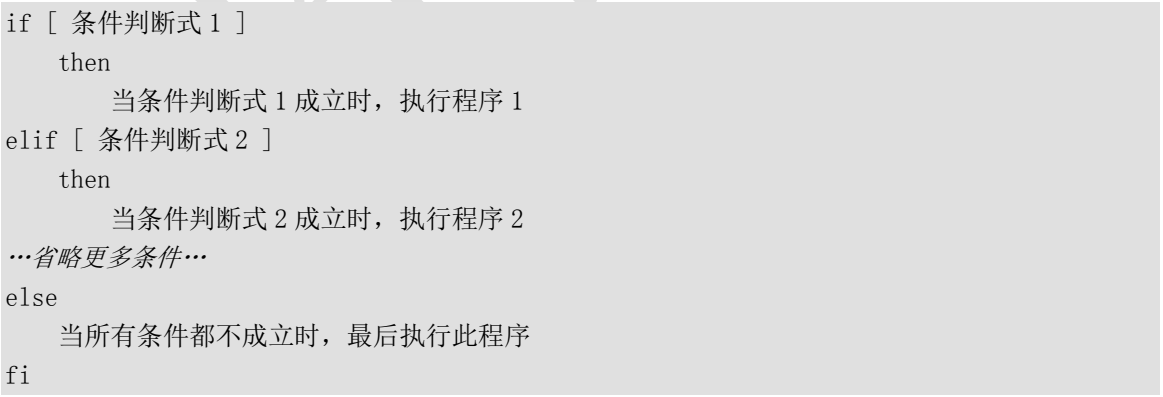 if [ 条件判断式 1 ]
then
当条件判断式 1 成立时，执行程序 1
elif [ 条件判断式 2 ]
then
当条件判断式 2 成立时，执行程序 2
…省略更多条件…
else
当所有条件都不成立时，最后执行此程序
fi